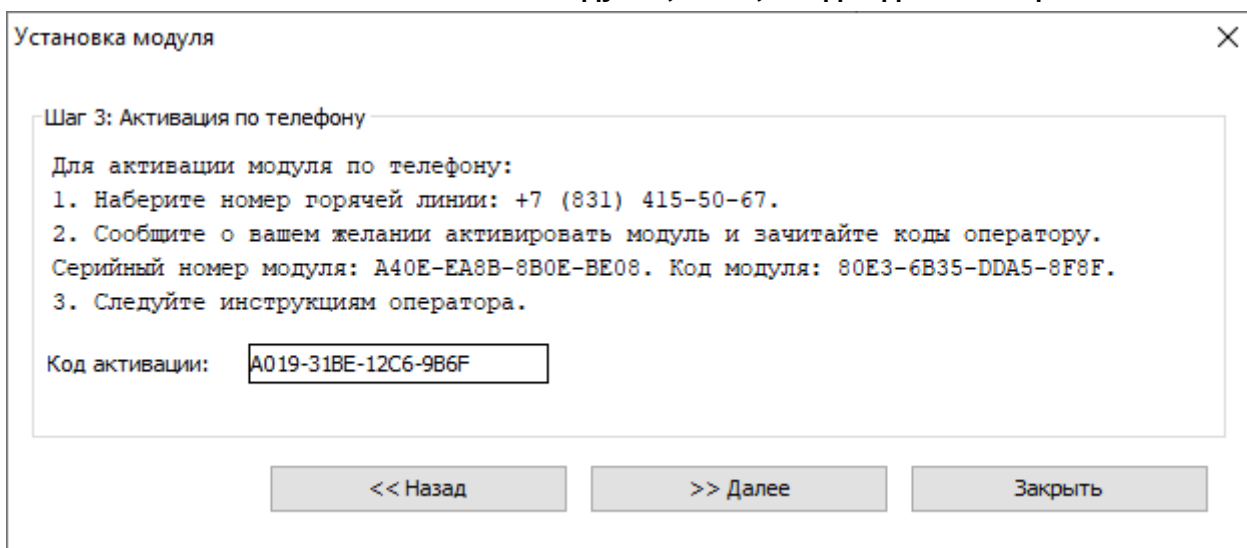 Установка модуля
Шаг 3: Активация по телефону
Для активации модуля по телефону:
1. Наберите номер горячей линии: +7 (831) 415-50-67.
2. Сообщите о вашем желании активировать модуль и зачитайте коды оператору.
Серийный номер модуля: A40E-EA8B-8B0E-BE08. Код модуля: 80E3-6B35-DDA5-8F8F.
3. Следуйте инструкциям оператора.
Код активации: A019-31BE-12C6-9B6F
<< Назад >> Далее Закрыть